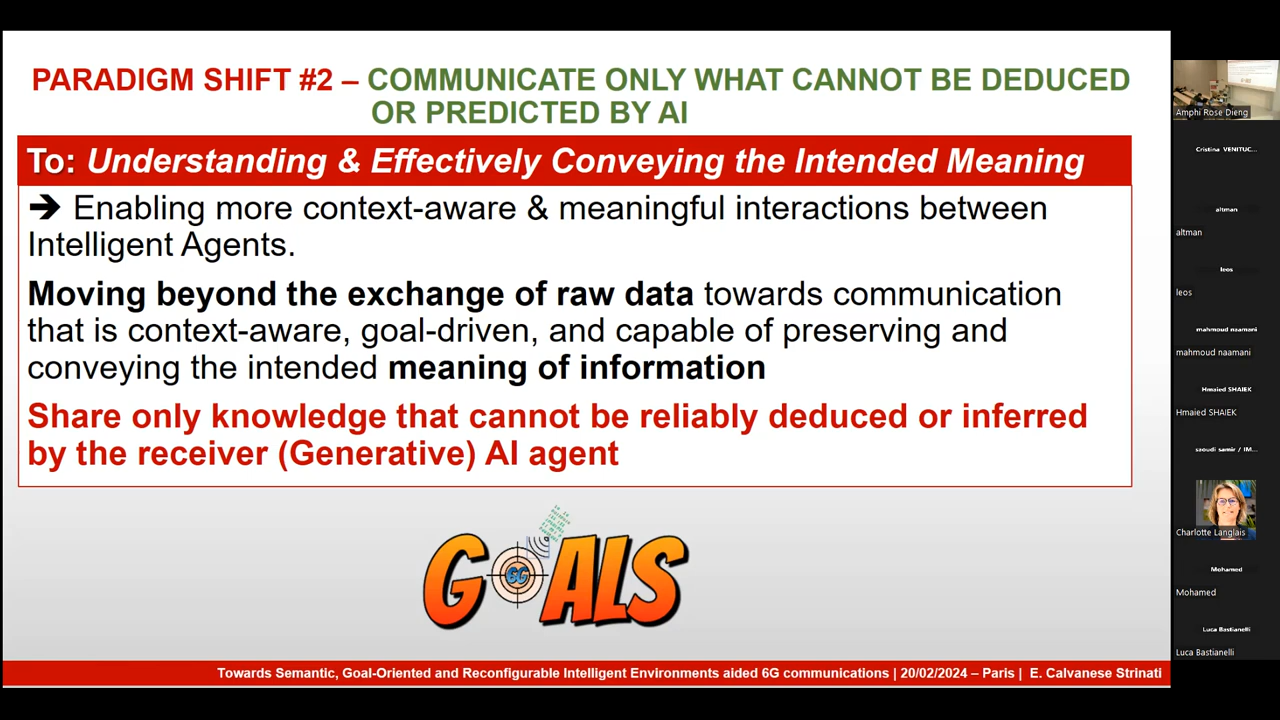 PARADIGM SHIFT #2 – COMMUNICATE ONLY WHAT CANNOT BE DEDUCED
OR PREDICTED BY AI
To: Understanding & Effectively Conveying the Intended Meaning
➔ Enabling more context-aware & meaningful interactions between
Intelligent Agents.
Moving beyond the exchange of raw data towards communication
that is context-aware, goal-driven, and capable of preserving and
conveying the intended meaning of information
Share only knowledge that cannot be reliably deduced or inferred
by the receiver (Generative) AI agent
GOALS
6G
Towards Semantic, Goal-Oriented and Reconfigurable Intelligent Environments aided 6G communications | 20/02/2024 – Paris | E. Calvanese Strinati
Amphi Rose Dieng
Cristina VENITUC...
altman
altman
leos
leos
mahmoud naamani
mahmoud naamani
Hmaied SHAIEK
Hmaied SHAIEK
saoudi samir / IM...
Charlotte Langlais
Mohamed
Mohamed
Luca Bastianelli
Luca Bastianelli